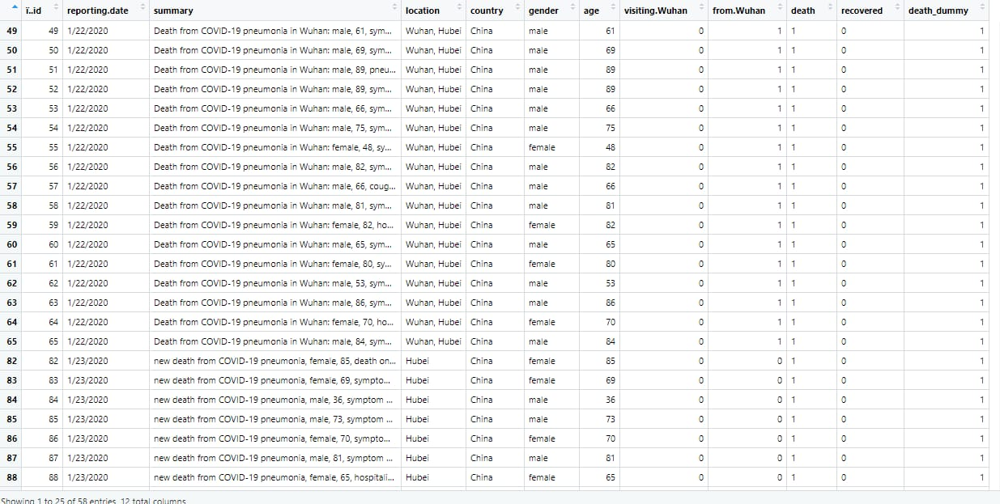 ï..id reporting.date summary location country gender age visiting.Wuhan from.Wuhan death recovered death_dummy
49 49 1/22/2020 Death from COVID-19 pneumonia in Wuhan: male, 61, sym... Wuhan, Hubei China male 61 0 1 1 0 1
50 50 1/22/2020 Death from COVID-19 pneumonia in Wuhan: male, 69, sym... Wuhan, Hubei China male 69 0 1 1 0 1
51 51 1/22/2020 Death from COVID-19 pneumonia in Wuhan: male, 89, pneu... Wuhan, Hubei China male 89 0 1 1 0 1
52 52 1/22/2020 Death from COVID-19 pneumonia in Wuhan: male, 89, sym... Wuhan, Hubei China male 89 0 1 1 0 1
53 53 1/22/2020 Death from COVID-19 pneumonia in Wuhan: male, 66, sym... Wuhan, Hubei China male 66 0 1 1 0 1
54 54 1/22/2020 Death from COVID-19 pneumonia in Wuhan: male, 75, sym... Wuhan, Hubei China male 75 0 1 1 0 1
55 55 1/22/2020 Death from COVID-19 pneumonia in Wuhan: female, 48, sy... Wuhan, Hubei China female 48 0 1 1 0 1
56 56 1/22/2020 Death from COVID-19 pneumonia in Wuhan: male, 82, sym... Wuhan, Hubei China male 82 0 1 1 0 1
57 57 1/22/2020 Death from COVID-19 pneumonia in Wuhan: male, 66, coug... Wuhan, Hubei China male 66 0 1 1 0 1
58 58 1/22/2020 Death from COVID-19 pneumonia in Wuhan: male, 81, sym... Wuhan, Hubei China male 81 0 1 1 0 1
59 59 1/22/2020 Death from COVID-19 pneumonia in Wuhan: female, 82, ho... Wuhan, Hubei China female 82 0 1 1 0 1
60 60 1/22/2020 Death from COVID-19 pneumonia in Wuhan: male, 65, sym... Wuhan, Hubei China male 65 0 1 1 0 1
61 61 1/22/2020 Death from COVID-19 pneumonia in Wuhan: female, 80, sy... Wuhan, Hubei China female 80 0 1 1 0 1
62 62 1/22/2020 Death from COVID-19 pneumonia in Wuhan: male, 53, sym... Wuhan, Hubei China male 53 0 1 1 0 1
63 63 1/22/2020 Death from COVID-19 pneumonia in Wuhan: male, 86, sym... Wuhan, Hubei China male 86 0 1 1 0 1
64 64 1/22/2020 Death from COVID-19 pneumonia in Wuhan: female, 70, ho... Wuhan, Hubei China female 70 0 1 1 0 1
65 65 1/22/2020 Death from COVID-19 pneumonia in Wuhan: male, 84, sym... Wuhan, Hubei China male 84 0 1 1 0 1
82 82 1/23/2020 new death from COVID-19 pneumonia, female, 85, death on... Hubei China female 85 0 0 1 0 1
83 83 1/23/2020 new death from COVID-19 pneumonia, female, 69, sympto... Hubei China female 69 0 0 1 0 1
84 84 1/23/2020 new death from COVID-19 pneumonia, male, 36, symptom ... Hubei China male 36 0 0 1 0 1
85 85 1/23/2020 new death from COVID-19 pneumonia, male, 73, symptom ... Hubei China male 73 0 0 1 0 1
86 86 1/23/2020 new death from COVID-19 pneumonia, female, 70, sympto... Hubei China female 70 0 0 1 0 1
87 87 1/23/2020 new death from COVID-19 pneumonia, male, 81, symptom ... Hubei China male 81 0 0 1 0 1
88 88 1/23/2020 new death from COVID-19 pneumonia, female, 65, hospitali... Hubei China female 65 0 0 1 0 1
Showing 1 to 25 of 58 entries, 12 total columns